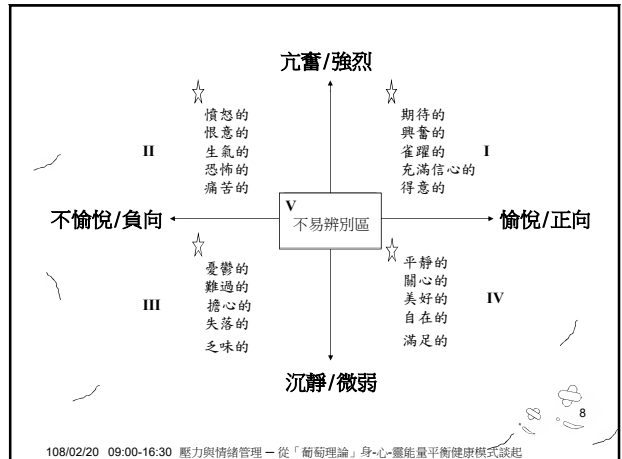 亢奮/強烈
憤怒的
恨意的
生氣的
恐怖的
痛苦的
II
期待的
興奮的
雀躍的
充滿信心的
得意的
I
不愉悅/負向
V
不易辨別區
愉悅/正向
憂鬱的
難過的
擔心的
失落的
乏味的
III
平靜的
關心的
美好的
自在的
滿足的
IV
沉靜/微弱
8
108/02/20 09:00-16:30 壓力與情緒管理－從「葡萄理論」身-心-靈能量平衡健康模式談起